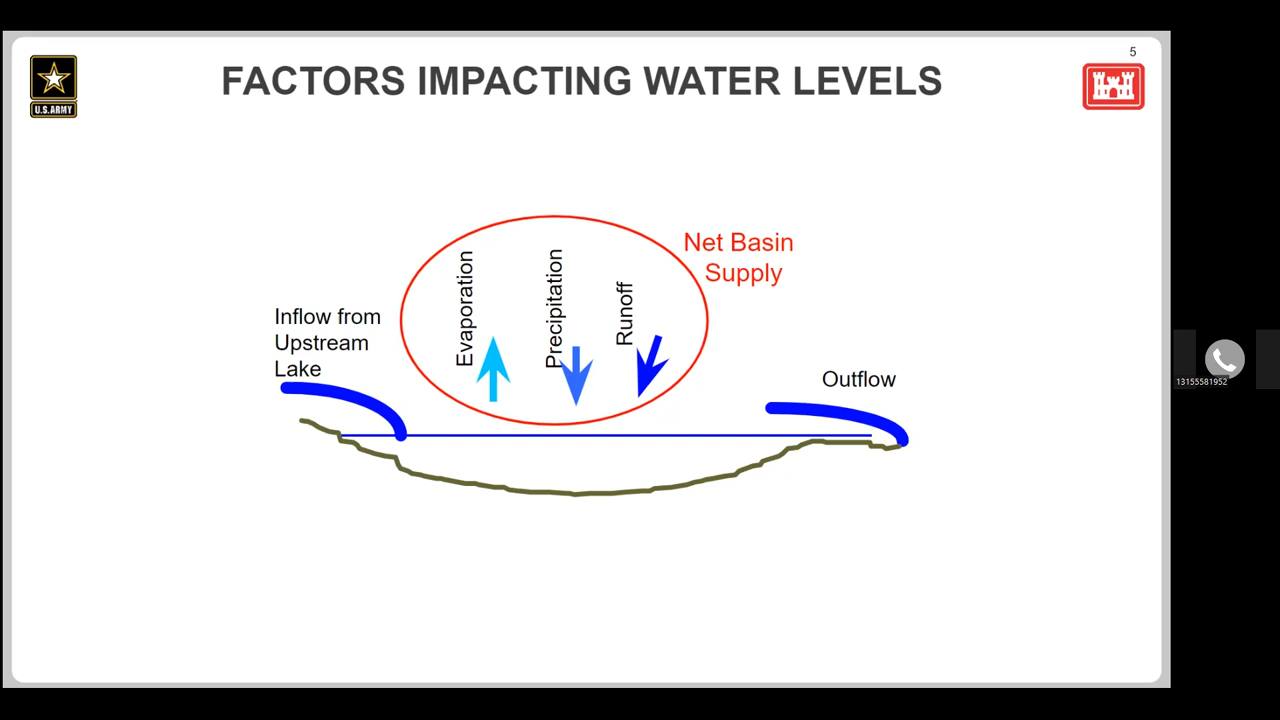 5
FACTORS IMPACTING WATER LEVELS
U.S.ARMY
Net Basin
Supply
Evaporation
Precipitation
Runoff
Inflow from
Upstream
Lake
Outflow
13155581952